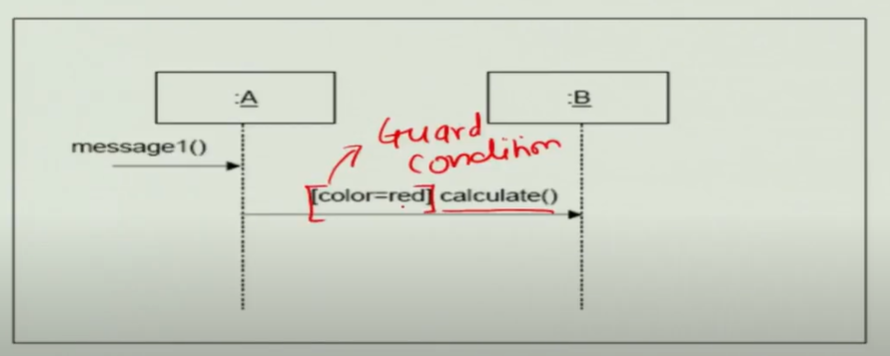 :A
:B
message1()
Guard
condition
[color=red] calculate()